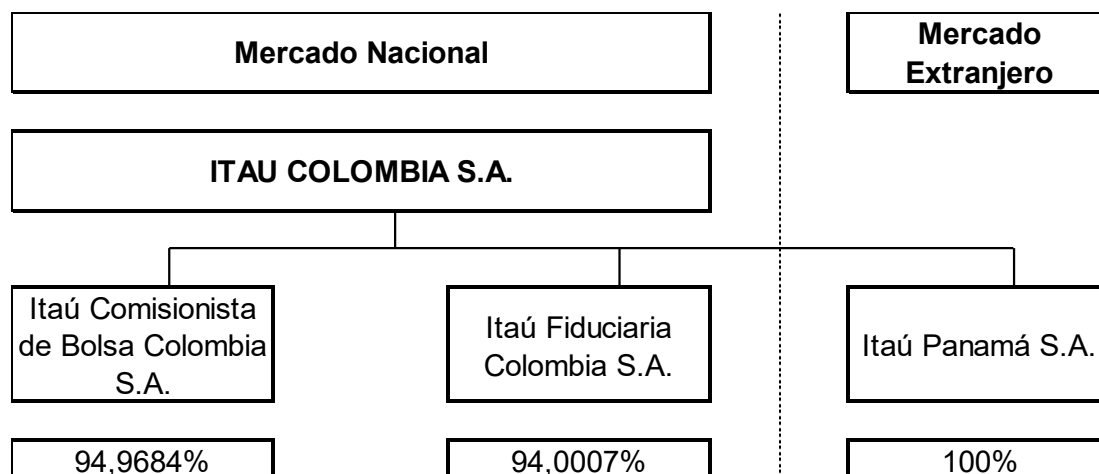 Mercado Nacional
Mercado
Extranjero
ITAU COLOMBIA S.A.
Itaú Comisionista
de Bolsa Colombia
S.A.
Itaú Fiduciaria
Colombia S.A.
Itaú Panamá S.A.
94,9684%
94,0007%
100%